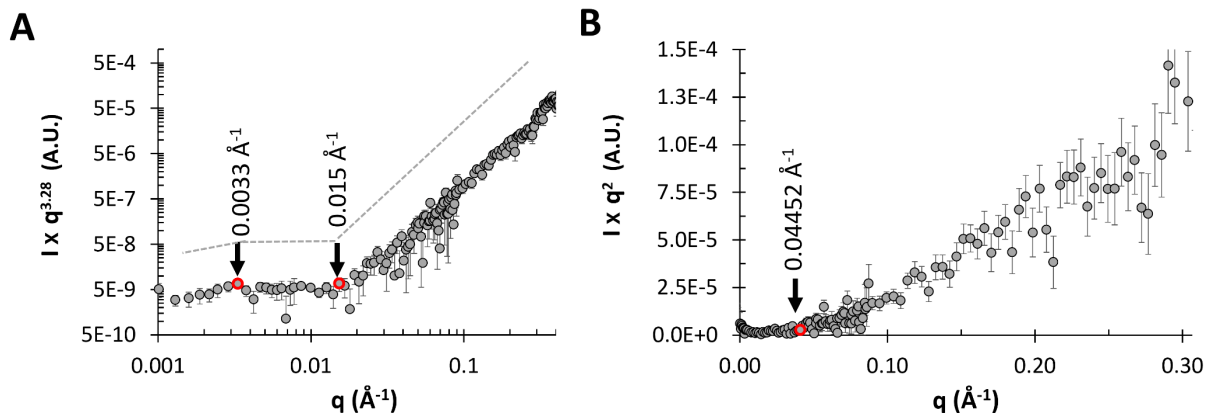 A
I x q3.28 (A.U.)
5E-4
5E-5
5E-6
5E-7
5E-8
5E-9
5E-10
0.0033 Å-1
0.015 Å-1
0.001
0.01
0.1
q (Å-1)
B
I x q2 (A.U.)
1.5E-4
1.3E-4
1.0E-4
7.5E-5
5.0E-5
2.5E-5
0.0E+0
0.04452 Å-1
0.00
0.10
0.20
0.30
q (Å-1)